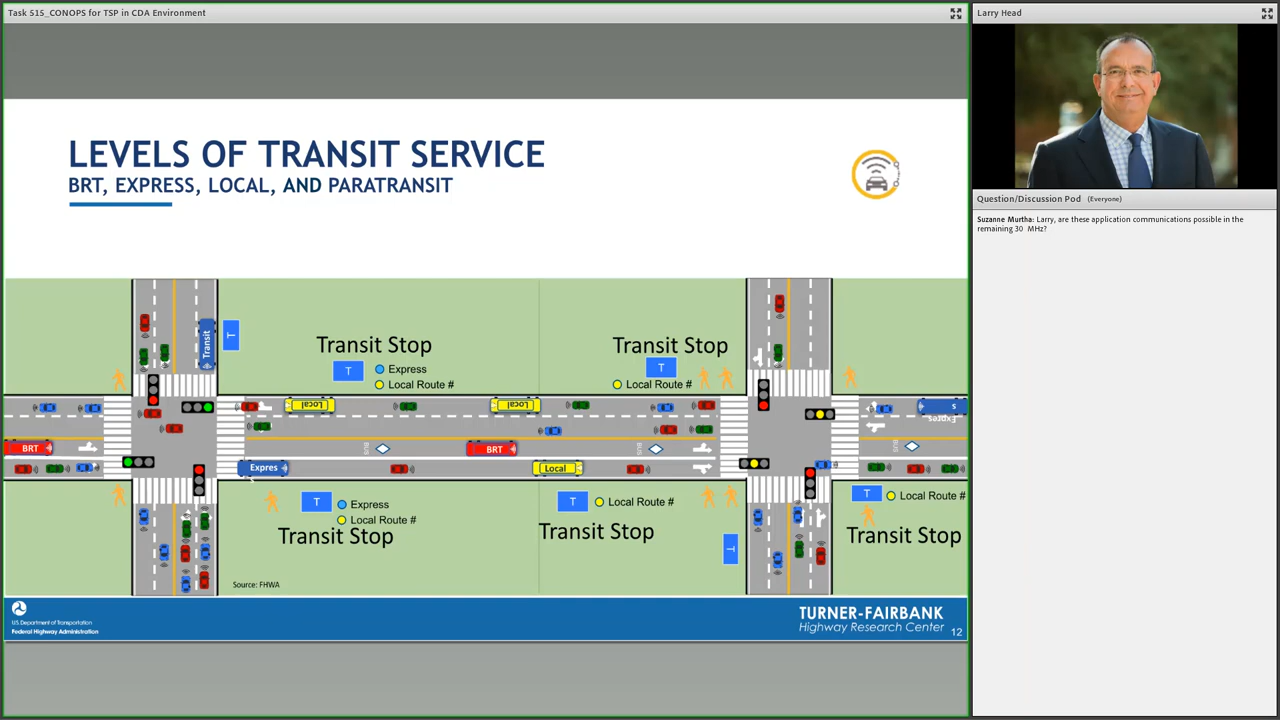 Task 515_CONOPS for TSP in CDA Environment
LEVELS OF TRANSIT SERVICE
BRT, EXPRESS, LOCAL, AND PARATRANSIT
Transit
T
Transit Stop
T
Express
Local Route #
Transit Stop
T
Local Route #
Local
Local
s
Expres
BRT
BUS
BRT
BUS
BUS
Expres
Local
T
Express
Local Route #
Transit Stop
T
Local Route #
Transit Stop
T
T
Local Route #
Transit Stop
Source: FHWA
U.S. Department of Transportation
Federal Highway Administration
TURNER-FAIRBANK
Highway Research Center
12
Larry Head
Question/Discussion Pod (Everyone)
Suzanne Murtha: Larry, are these application communications possible in the
remaining 30 MHz?